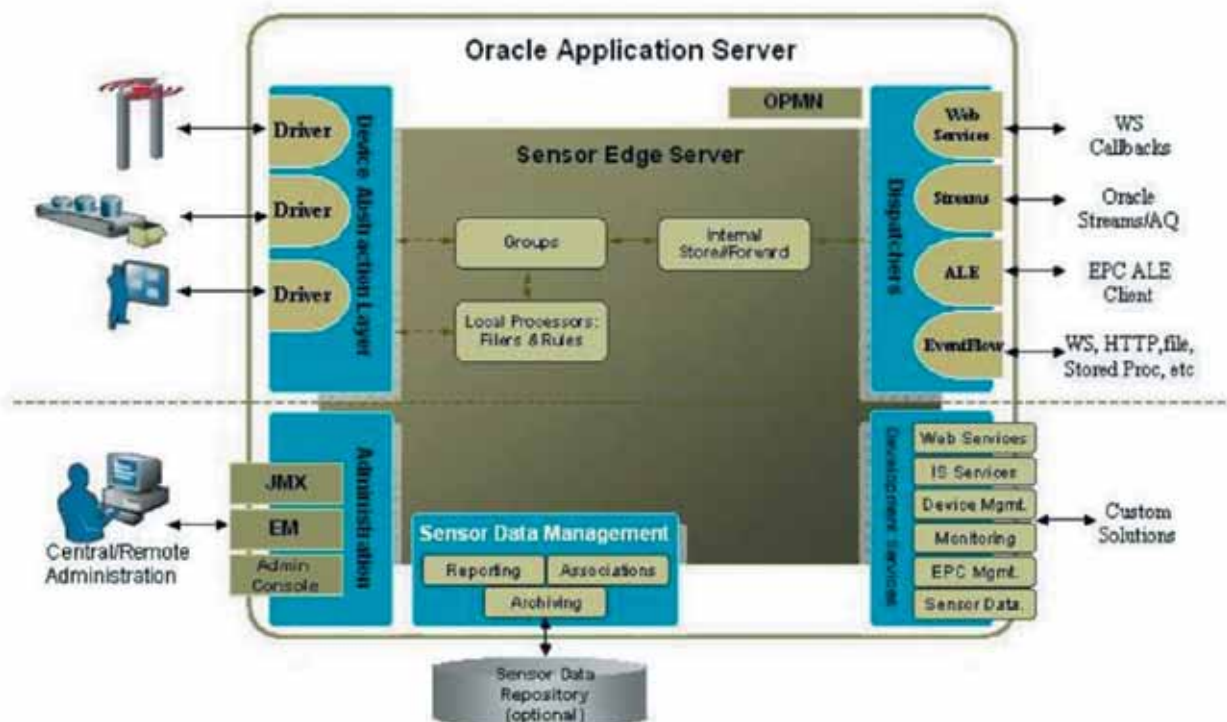 Oracle Application Server
OPMN
Driver
Driver
Driver
Device Abstraction Layer
Sensor Edge Server
Groups
Internal
Store//Forward
Local Processors:
Filers & Rules
Dispatchers
Web
Services
Streams
ALE
EventFlow
WS
Callbacks
Oracle
Streams/AQ
EPC ALE
Client
WS, HTTP,file,
Stored Proc, etc
Central/Remote
Administration
JMX
EM
Admin
Console
Administration
Sensor Data Management
Reporting
Associations
Archiving
Sensor Data
Repository
(optional)
Development Services
Web Services
IS Services
Device Mgmt.
Monitoring
EPC Mgmt.
Sensor Data.
Custom
Solutions